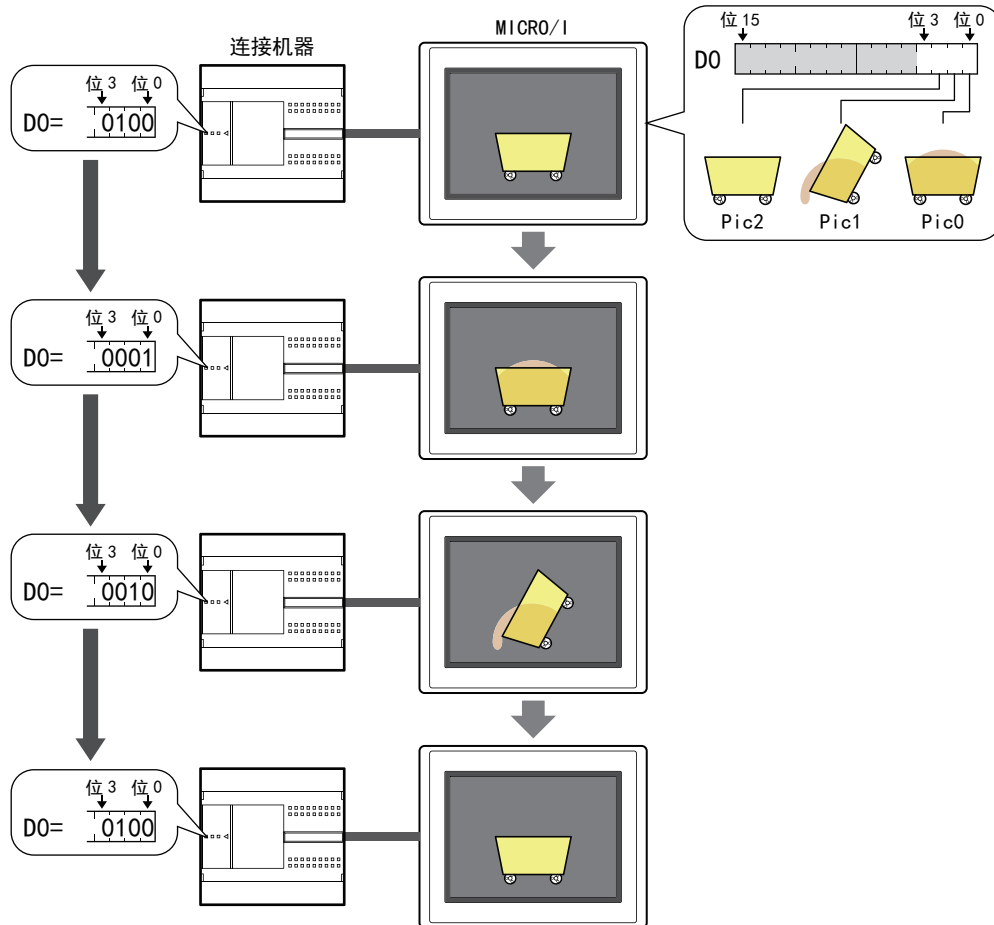 连接机器
MICRO/I
位 15 位 3 位 0
D0
Pic2 Pic1 Pic0
位 3 位 0
D0= 0100
位 3 位 0
D0= 0001
位 3 位 0
D0= 0010
位 3 位 0
D0= 0100